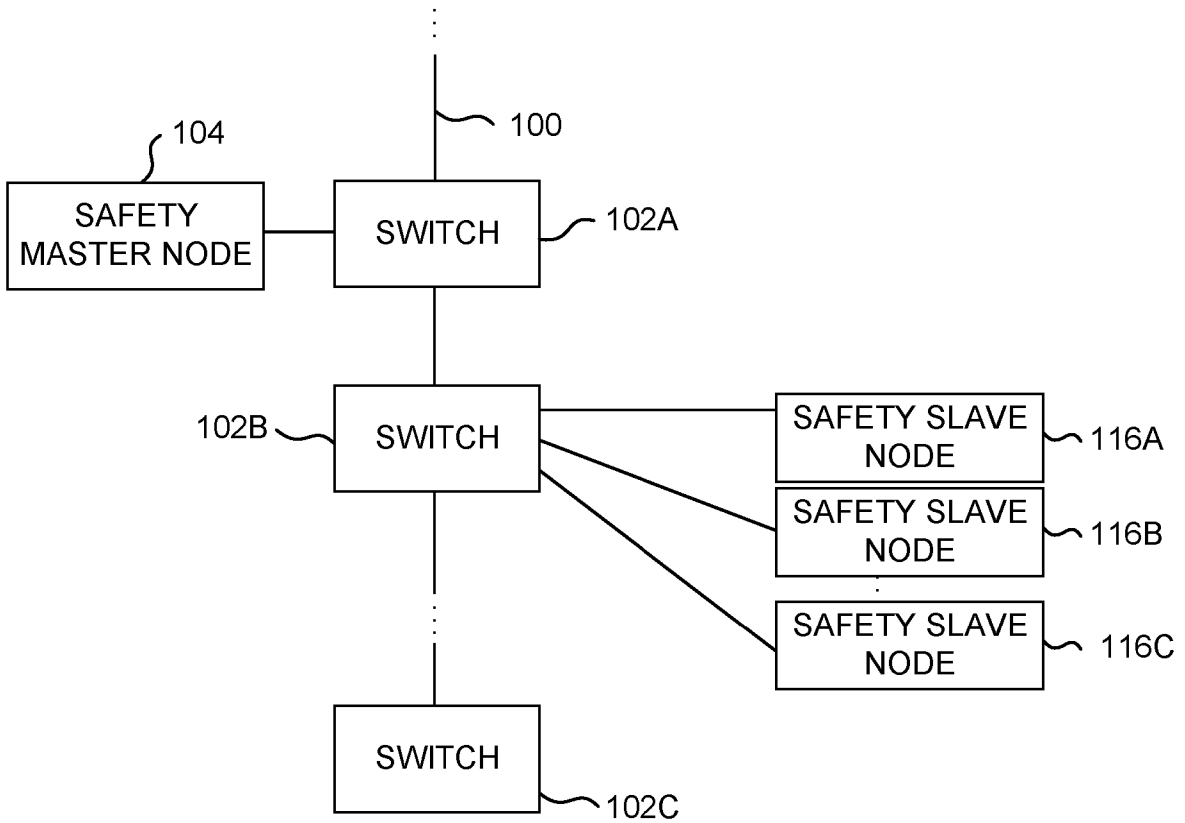 100
104
SAFETY
MASTER NODE
SWITCH
102A
102B
SWITCH
SAFETY SLAVE
NODE
116A
SAFETY SLAVE
NODE
116B
SAFETY SLAVE
NODE
116C
SWITCH
102C